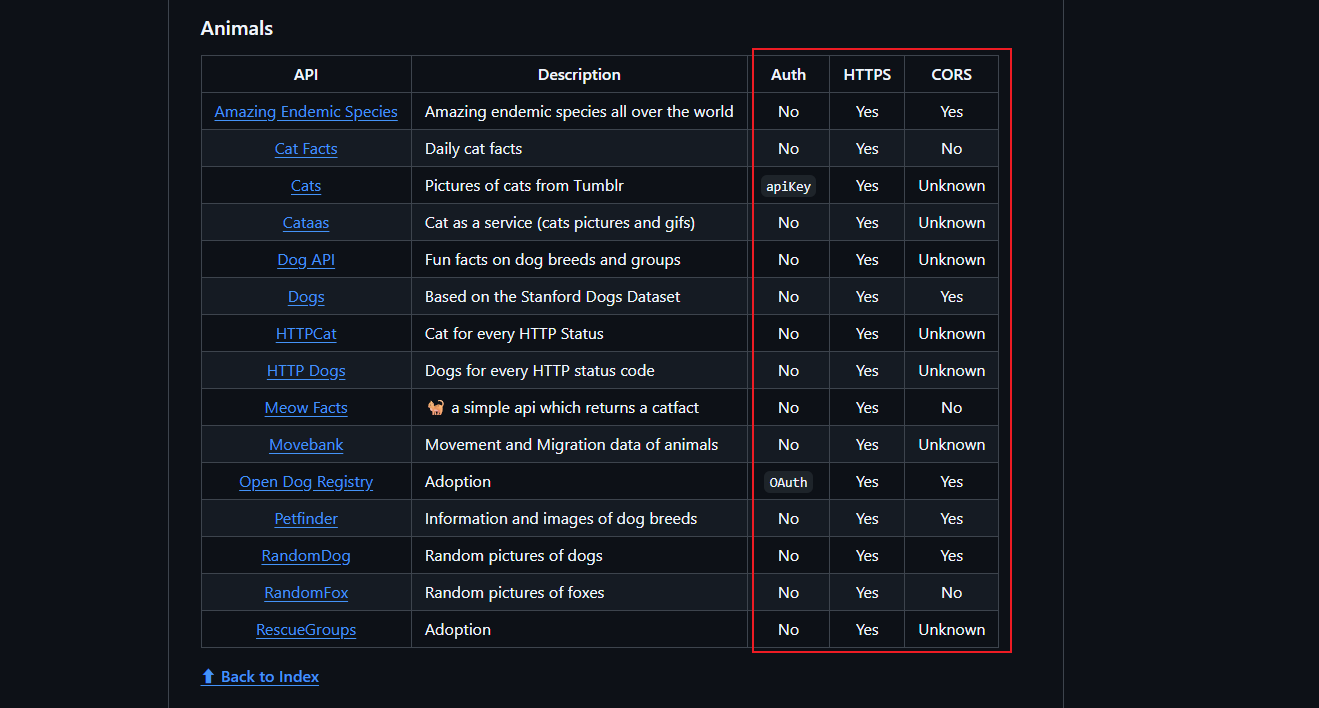 Animals
API Description Auth HTTPS CORS
Amazing Endemic Species Amazing endemic species all over the world No Yes Yes
Cat Facts Daily cat facts No Yes No
Cats Pictures of cats from Tumblr apiKey Yes Unknown
Cataas Cat as a service (cats pictures and gifs) No Yes Unknown
Dog API Fun facts on dog breeds and groups No Yes Unknown
Dogs Based on the Stanford Dogs Dataset No Yes Yes
HTTPCat Cat for every HTTP Status No Yes Unknown
HTTP Dogs Dogs for every HTTP status code No Yes Unknown
Meow Facts 🐈 a simple api which returns a catfact No Yes No
Movebank Movement and Migration data of animals No Yes Unknown
Open Dog Registry Adoption OAuth Yes Yes
Petfinder Information and images of dog breeds No Yes Yes
RandomDog Random pictures of dogs No Yes Yes
RandomFox Random pictures of foxes No Yes No
RescueGroups Adoption No Yes Unknown
⬆ Back to Index